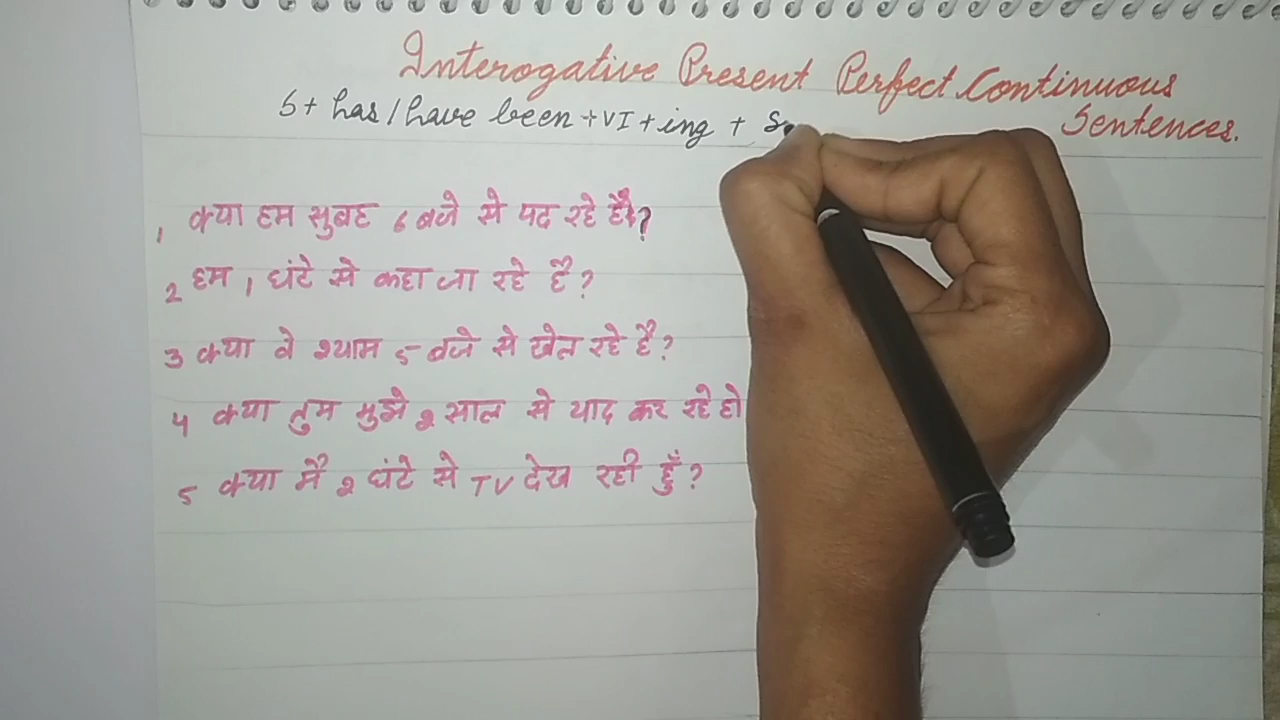 Interogative Present Perfect Continuous
Sentences.
S + has / have been + VI + ing + S
1 क्या हम सुबह 6 बजे से पढ रहे हैं?
2 हम 1 घंटे से कहा जा रहे है?
3 क्या वे श्याम 5 बजे से खेल रहे है?
4 क्या तुम मुझे 2 साल से याद कर रहे हो
5 क्या मै 2 घंटे से TV देख रही हुँ?